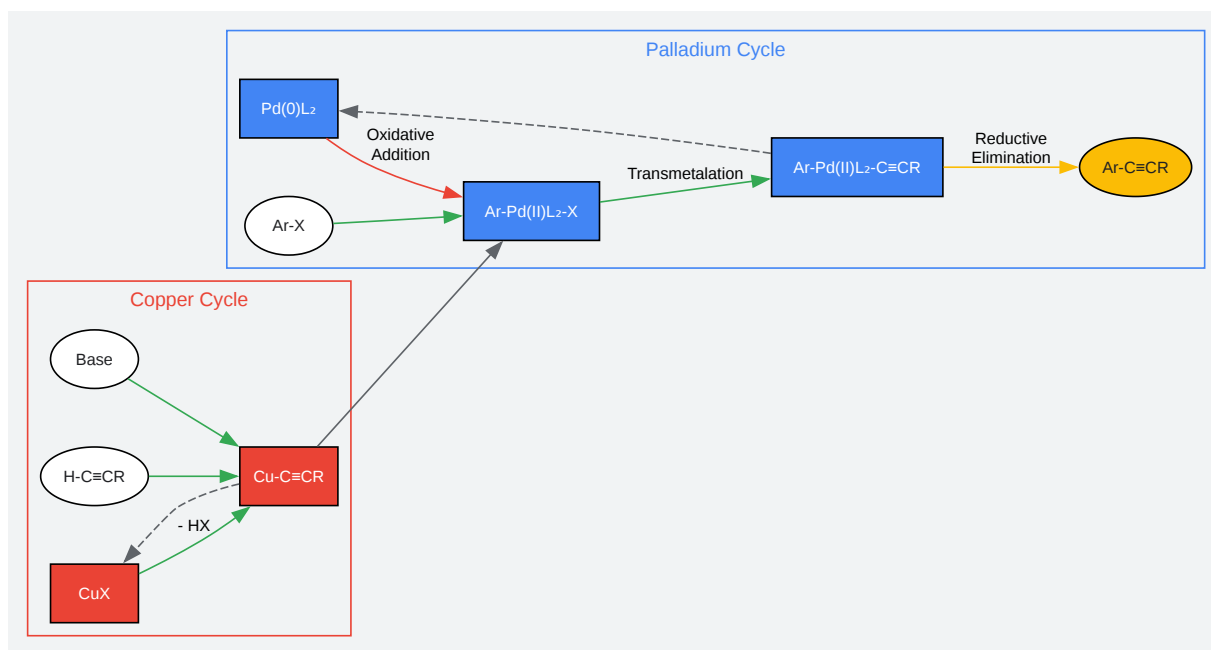 Palladium Cycle
Pd(0)L₂
Oxidative
Addition
Ar-X
Ar-Pd(II)L₂-X
Transmetalation
Ar-Pd(II)L₂-C≡CR
Reductive
Elimination
Ar-C≡CR
Copper Cycle
Base
H-C≡CR
Cu-C≡CR
- HX
CuX